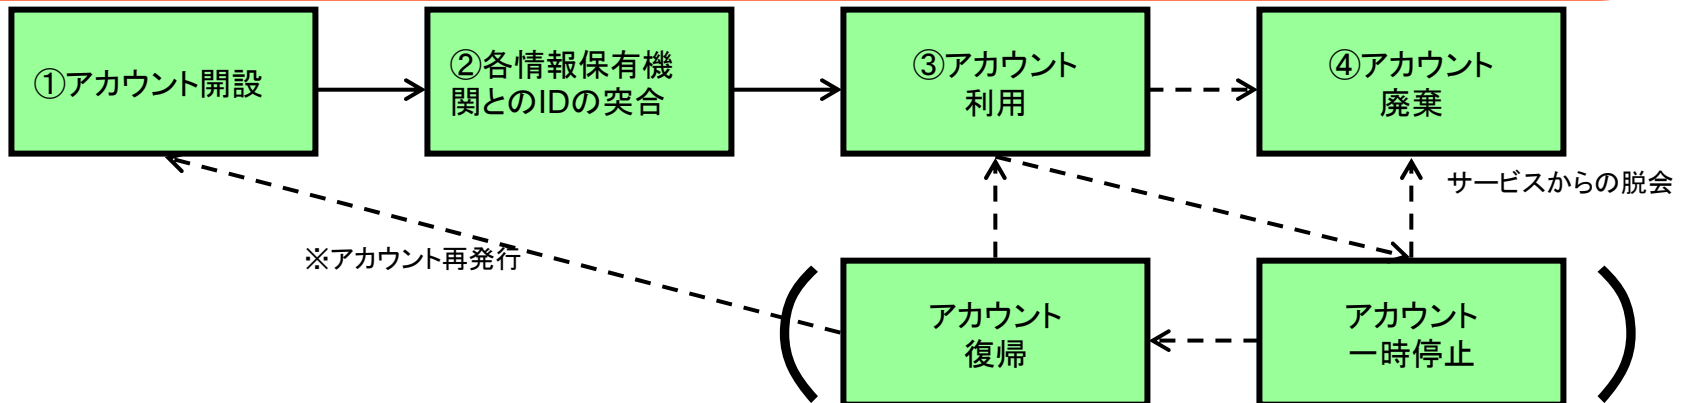 ①アカウント開設
②各情報保有機
関とのIDの突合
③アカウント
利用
④アカウント
廃棄
サービスからの脱会
※アカウント再発行
アカウント
復帰
アカウント
一時停止